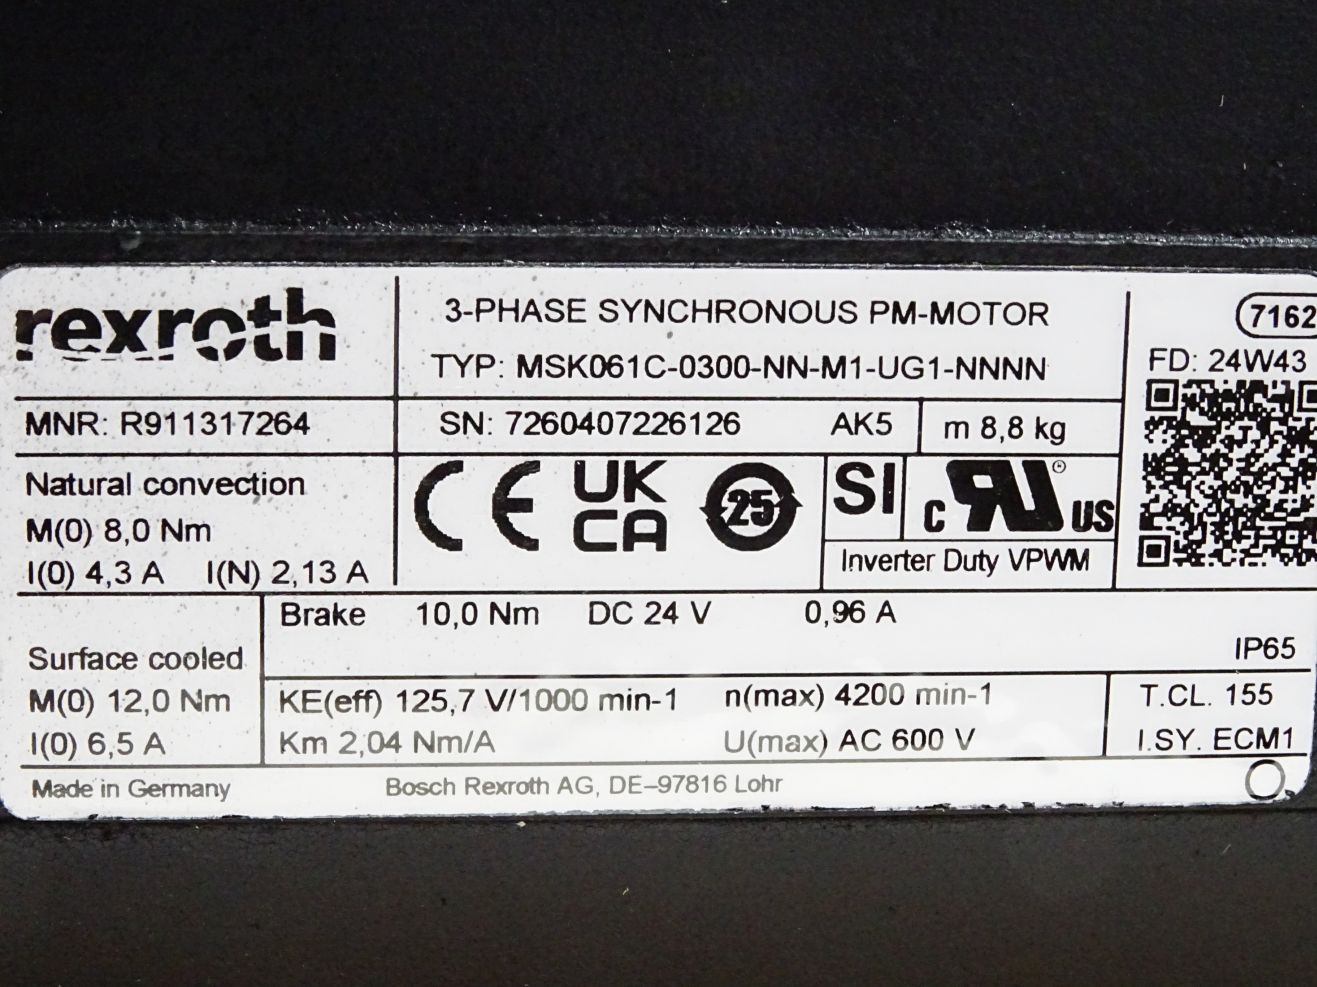 rexroth
3-PHASE SYNCHRONOUS PM-MOTOR
TYP: MSK061C-0300-NN-M1-UG1-NNNN
7162
FD: 24W43
MNR: R911317264
SN: 7260407226126 AK5
m 8,8 kg
Natural convection
M(0) 8,0 Nm
I(0) 4,3 A I(N) 2,13 A
CE
UK
CA
25
SI
c RU ® US
Inverter Duty VPWM
Brake 10,0 Nm DC 24 V 0,96 A
IP65
Surface cooled
M(0) 12,0 Nm
I(0) 6,5 A
KE(eff) 125,7 V/1000 min-1 n(max) 4200 min-1
Km 2,04 Nm/A U(max) AC 600 V
T.CL. 155
I.SY. ECM1
Made in Germany
Bosch Rexroth AG, DE–97816 Lohr